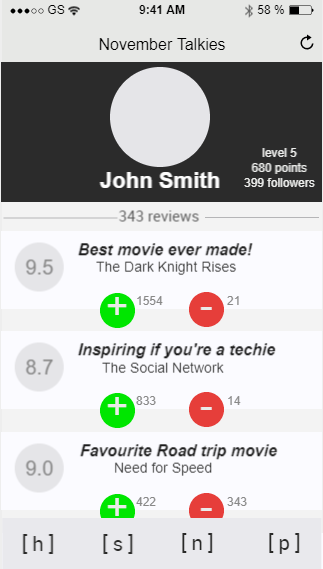 GS 9:41 AM 58 %
November Talkies
John Smith
level 5
680 points
399 followers
343 reviews
Best movie ever made!
9.5
The Dark Knight Rises
+ 1554 - 21
Inspiring if you're a techie
8.7
The Social Network
+ 833 - 14
Favourite Road trip movie
9.0
Need for Speed
+ 422 - 343
[ h ] [ s ] [ n ] [ p ]